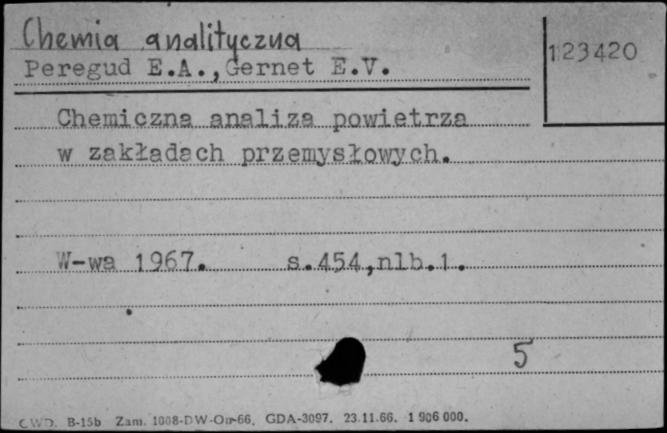 Chemia analityczna
Peregud E.A.,Gernet E.V.
123420
Chemiczna analiza powietrza
w zakładach przemysłowych.
W-wa 1967. s.454,nlb.1.
5
CWD. B-15b Zam. 1008-DW-On-66. GDA-3097. 23.11.66. 1 906 000.